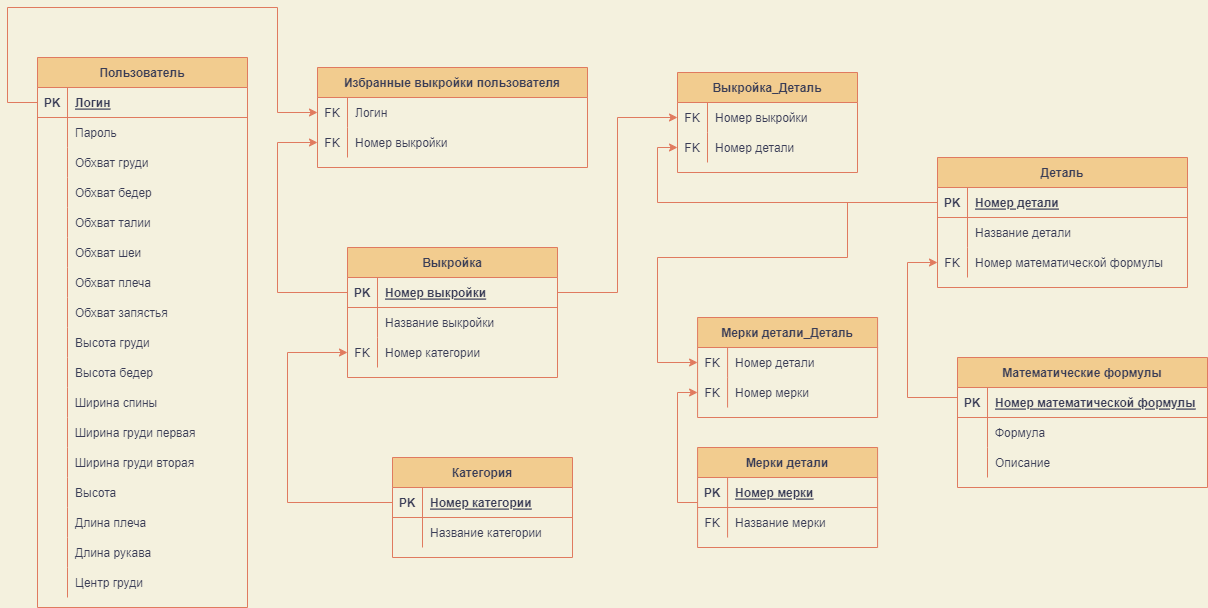 Пользователь
PK Логин
Пароль
Обхват груди
Обхват бедер
Обхват талии
Обхват шеи
Обхват плеча
Обхват запястья
Высота груди
Высота бедер
Ширина спины
Ширина груди первая
Ширина груди вторая
Высота
Длина плеча
Длина рукава
Центр груди
Избранные выкройки пользователя
FK Логин
FK Номер выкройки
Выкройка
PK Номер выкройки
Название выкройки
FK Номер категории
Категория
PK Номер категории
Название категории
Выкройка_Деталь
FK Номер выкройки
FK Номер детали
Мерки детали_Деталь
FK Номер детали
FK Номер мерки
Мерки детали
PK Номер мерки
FK Название мерки
Деталь
PK Номер детали
Название детали
FK Номер математической формулы
Математические формулы
PK Номер математической формулы
Формула
Описание